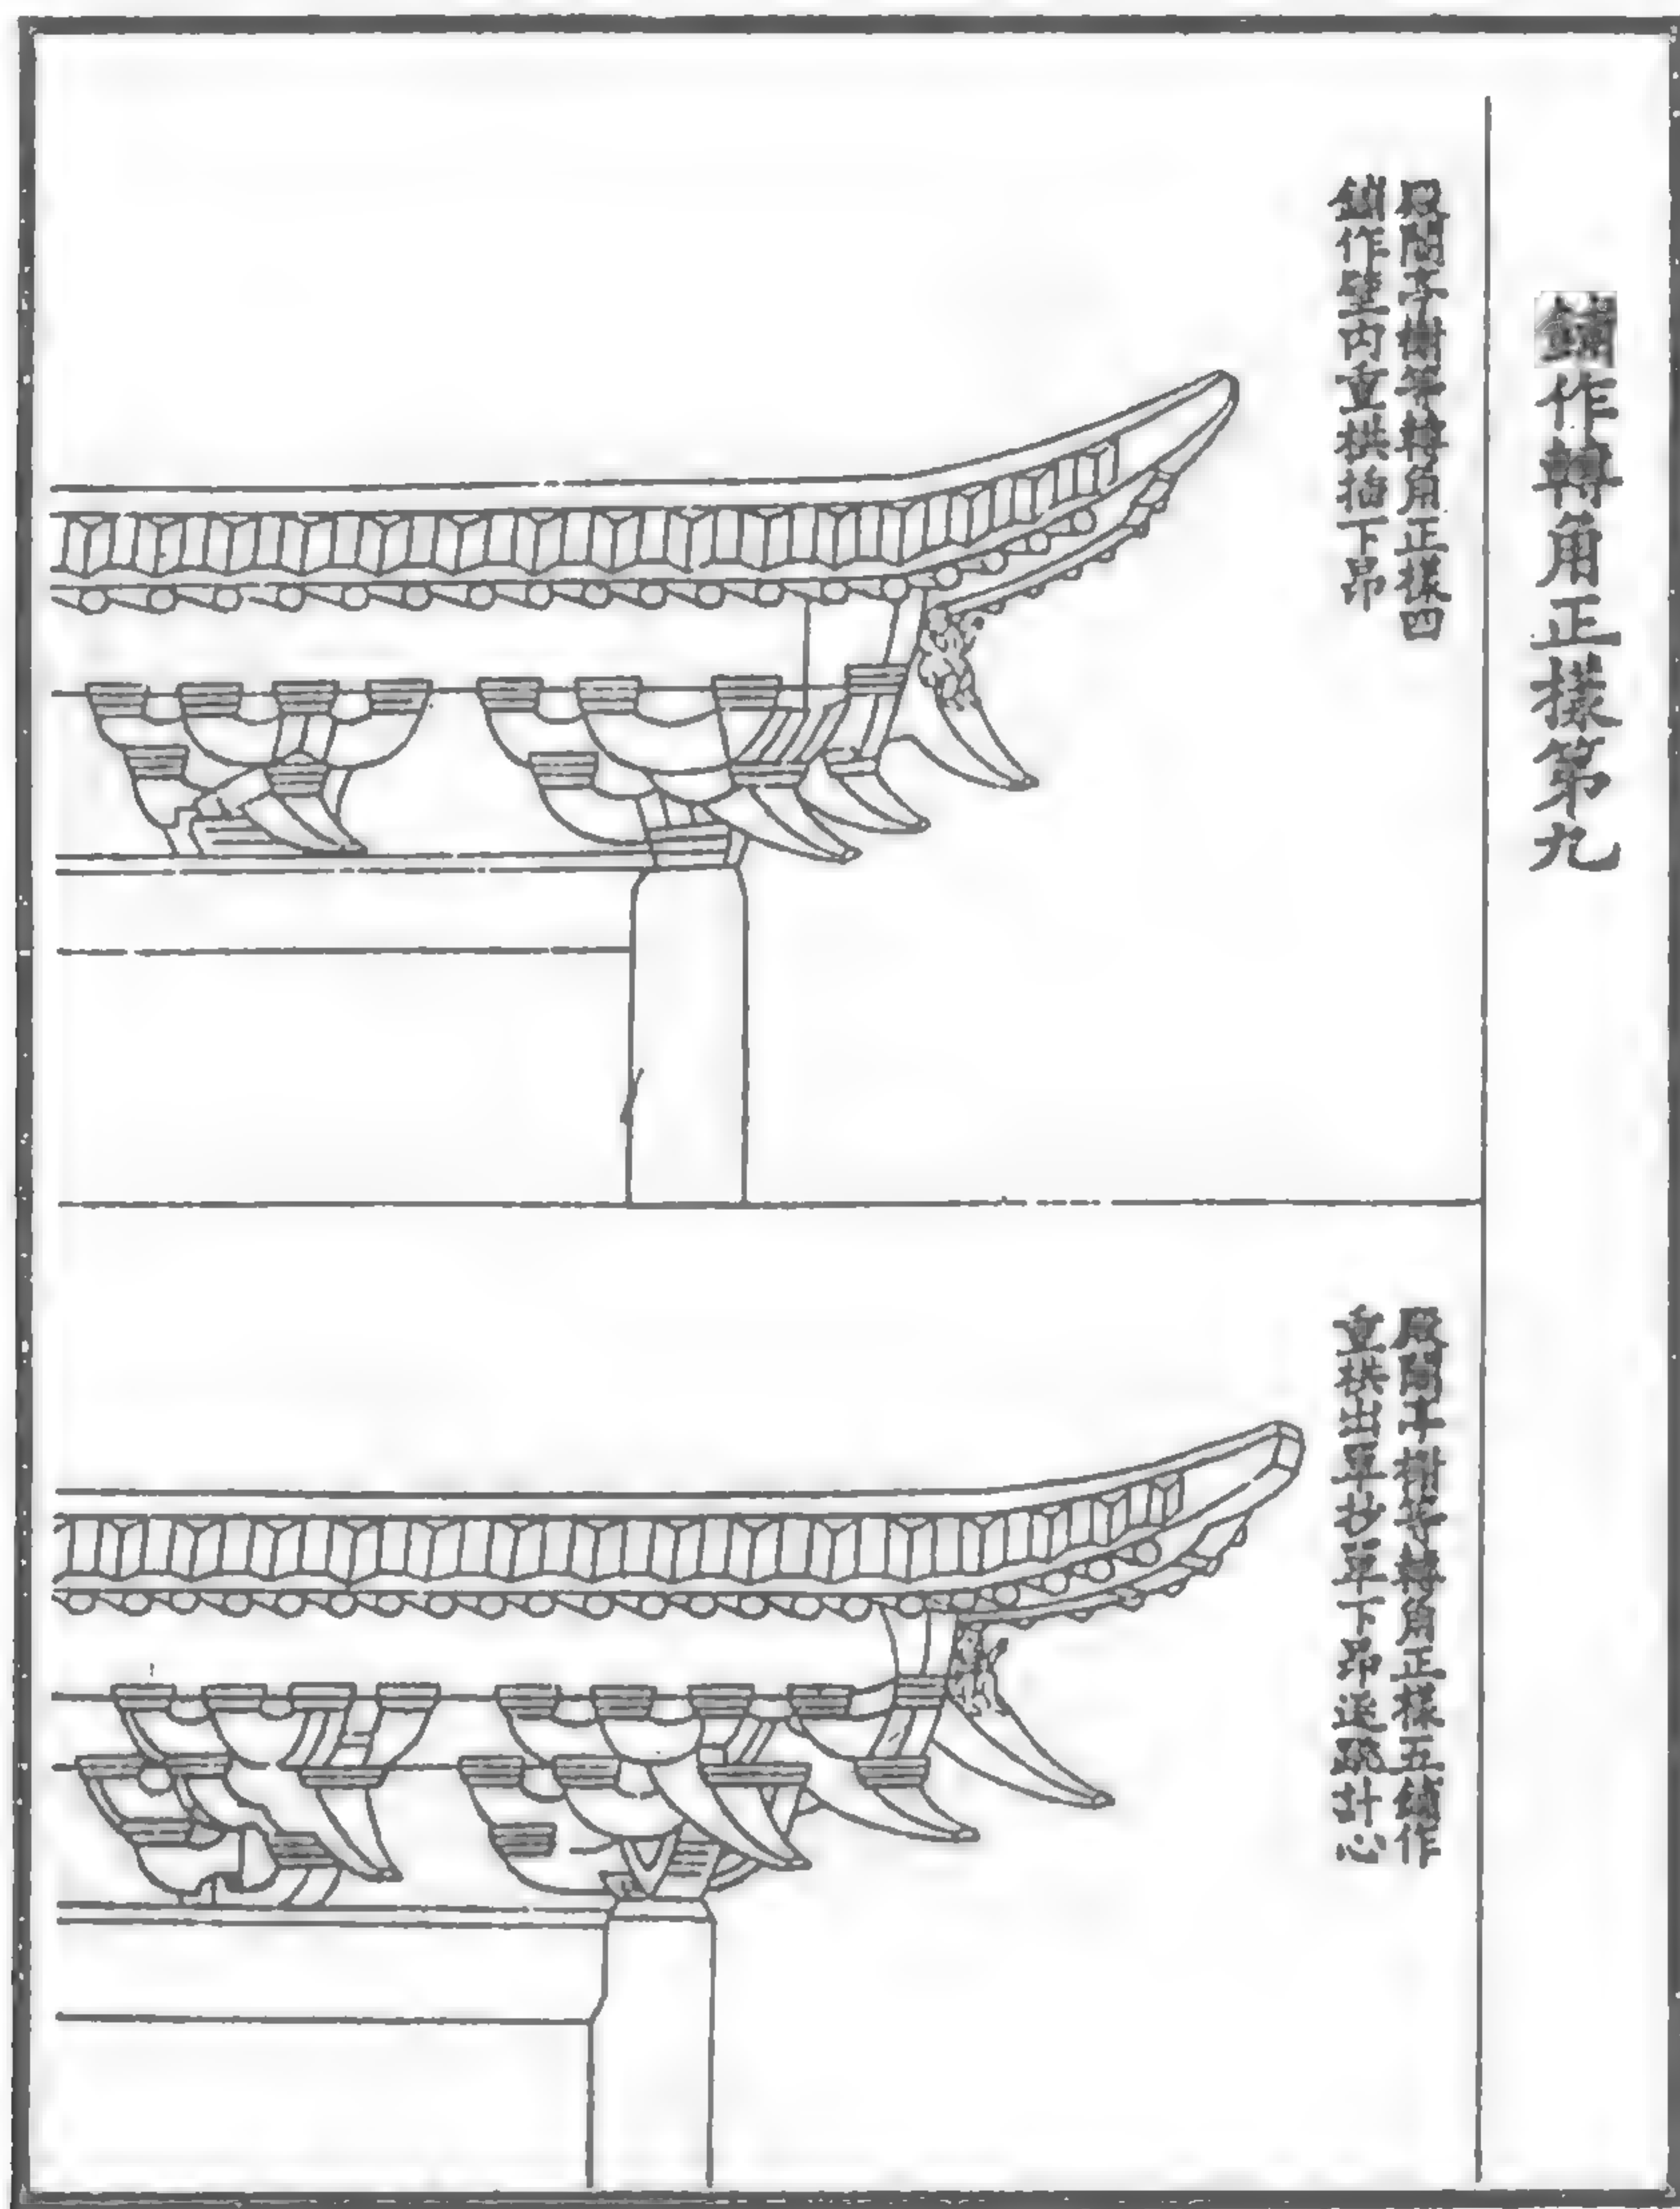 鋪作轉角正樣第九
殿閣亭榭等轉角正樣四
鋪作壁內重栱插下昂
殿閣亭榭等轉角正樣五鋪作
重栱出單抄單下昂逐跳計心